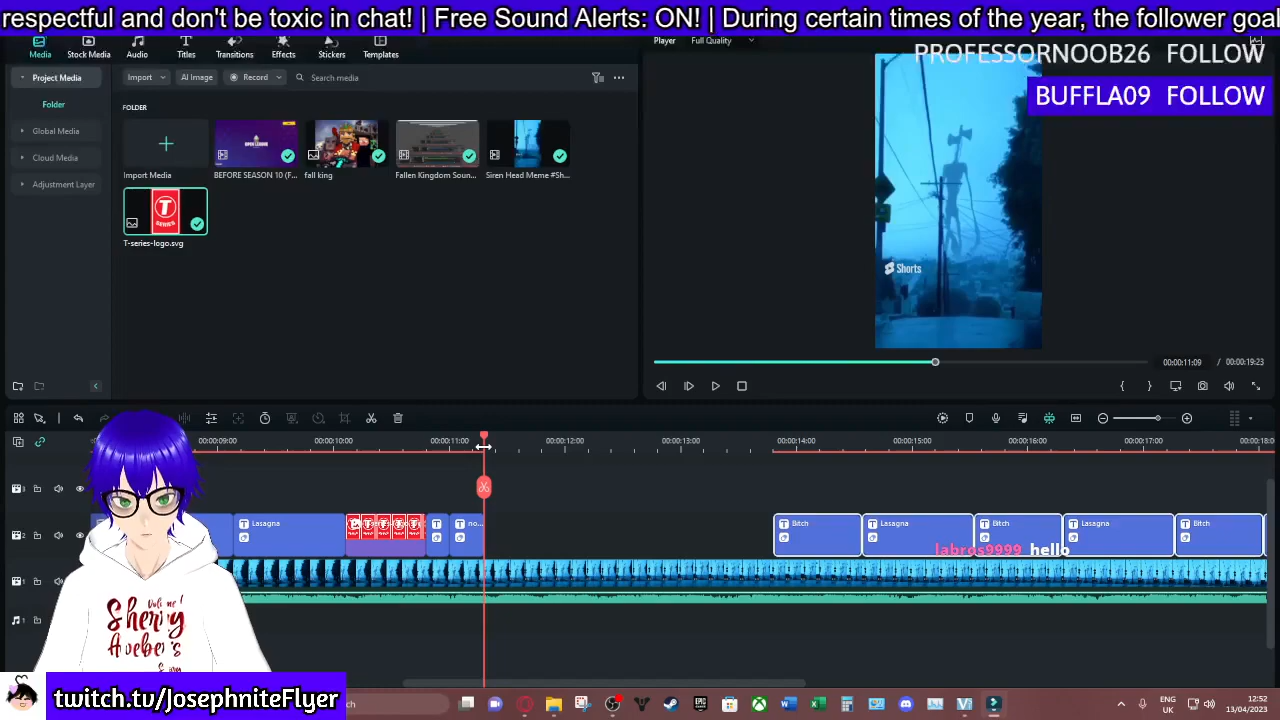 respectful and don't be toxic in chat! | Free Sound Alerts: ON! | During certain times of the year, the follower goal
Media Stock Media Audio Titles Transitions Effects Stickers Templates
Player Full Quality
PROFESSORNOOB26 FOLLOW
BUFFLA09 FOLLOW
Project Media
Folder
Global Media
Cloud Media
Adjustment Layer
Import AI Image Record Search media
FOLDER
Import Media
BEFORE SEASON 10 (F...
fall king
Fallen Kingdom Soun...
Siren Head Meme #Sh...
T
SERIES
T-series-logo.svg
Shorts
00:00:11:09 / 00:00:19:23
00:00:09:00 00:00:10:00 00:00:11:00 00:00:12:00 00:00:13:00 00:00:14:00 00:00:15:00 00:00:16:00 00:00:17:00 00:00:18:0
Lasagna
no...
Bitch
Lasagna
Bitch
Lasagna
Bitch
labros9999 hello
twitch.tv/JosephniteFlyer
ch
ENG
UK
12:52
13/04/2023